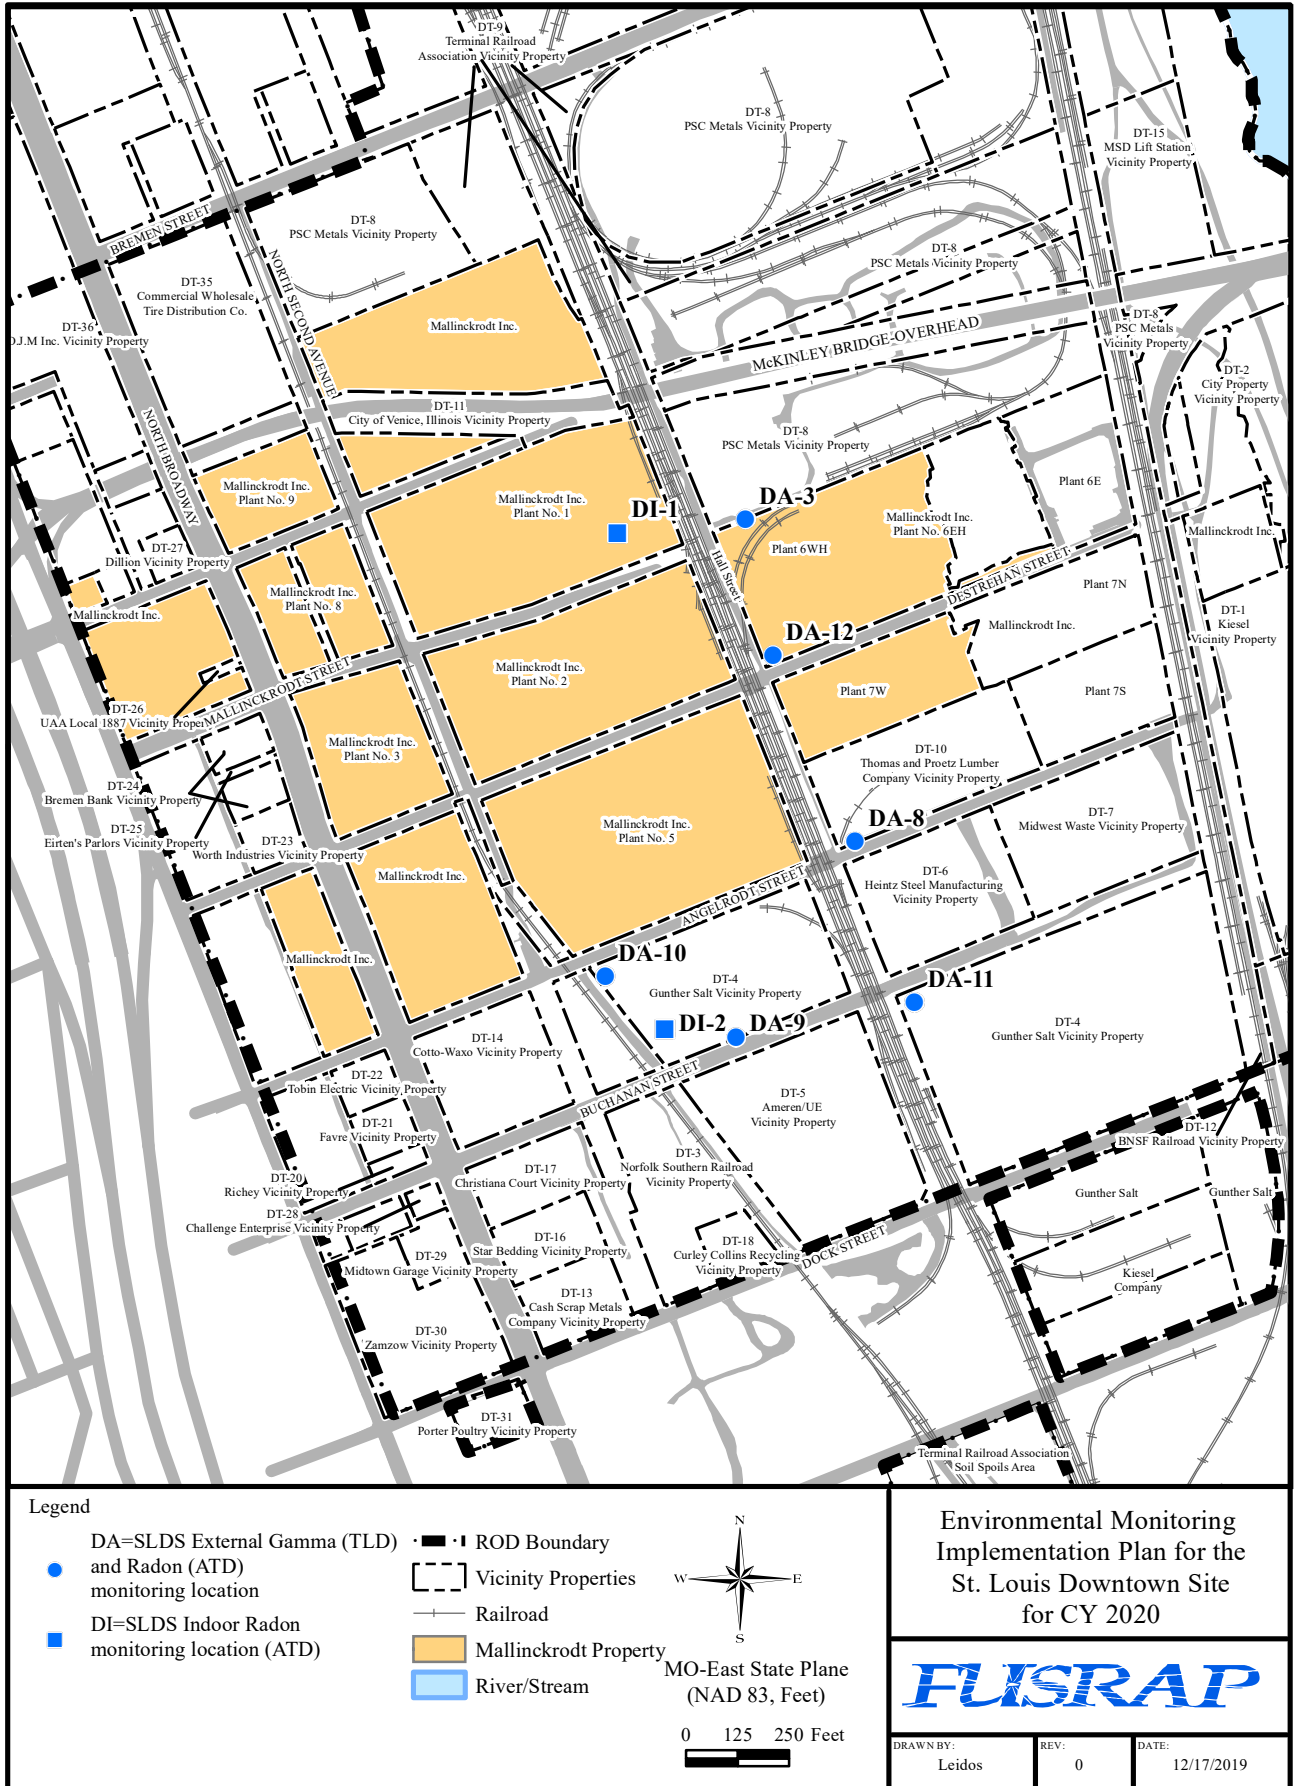 DT-9
Terminal Railroad
Association Vicinity Property
DT-8
PSC Metals Vicinity Property
DT-15
MSD Lift Station
Vicinity Property
BREMEN STREET
DT-8
PSC Metals Vicinity Property
DT-8
PSC Metals Vicinity Property
NORTH SECOND AVENUE
DT-35
Commercial Wholesale
Tire Distribution Co.
DT-36
O.J.M Inc. Vicinity Property
Mallinckrodt Inc.
McKINLEY BRIDGE-OVERHEAD
DT-8
PSC Metals
Vicinity Property
DT-2
City Property
Vicinity Property
DT-11
City of Venice, Illinois Vicinity Property
NORTH BROADWAY
DT-8
PSC Metals Vicinity Property
Mallinckrodt Inc.
Plant No. 9
Mallinckrodt Inc.
Plant No. 1
DI-1
DA-3
Plant 6E
Mallinckrodt Inc.
Plant No. 6EH
Mallinckrodt Inc.
Plant 6WH
DT-27
Dillion Vicinity Property
Hall Street
DESTREHAN STREET
Plant 7N
Mallinckrodt Inc.
Mallinckrodt Inc.
Plant No. 8
DT-1
Kiesel
Vicinity Property
Mallinckrodt Inc.
DA-12
Mallinckrodt Inc.
Plant No. 2
Plant 7W
Plant 7S
MALLINCKRODT STREET
DT-26
UAA Local 1887 Vicinity Property
Mallinckrodt Inc.
Plant No. 3
DT-10
Thomas and Proetz Lumber
Company Vicinity Property
DT-24
Bremen Bank Vicinity Property
DT-25
Eirten's Parlors Vicinity Property
DT-23
Worth Industries Vicinity Property
Mallinckrodt Inc.
Plant No. 5
DA-8
DT-7
Midwest Waste Vicinity Property
Mallinckrodt Inc.
ANGELRODT STREET
DT-6
Heintz Steel Manufacturing
Vicinity Property
Mallinckrodt Inc.
DA-10
DT-4
Gunther Salt Vicinity Property
DA-11
DI-2
DA-9
DT-4
Gunther Salt Vicinity Property
DT-14
Cotto-Waxo Vicinity Property
DT-22
Tobin Electric Vicinity Property
BUCHANAN STREET
DT-5
Ameren/UE
Vicinity Property
DT-21
Favre Vicinity Property
DT-12
BNSF Railroad Vicinity Property
DT-3
Norfolk Southern Railroad
Vicinity Property
DT-17
Christiana Court Vicinity Property
DT-20
Richey Vicinity Property
Gunther Salt
Gunther Salt
DT-28
Challenge Enterprise Vicinity Property
DT-16
Star Bedding Vicinity Property
DT-18
Curley Collins Recycling
Vicinity Property
DOCK STREET
DT-29
Midtown Garage Vicinity Property
Kiesel
Company
DT-13
Cash Scrap Metals
Company Vicinity Property
DT-30
Zamzow Vicinity Property
DT-31
Porter Poultry Vicinity Property
Terminal Railroad Association
Soil Spoils Area
Legend
DA=SLDS External Gamma (TLD)
and Radon (ATD)
monitoring location
DI=SLDS Indoor Radon
monitoring location (ATD)
ROD Boundary
Vicinity Properties
Railroad
Mallinckrodt Property
River/Stream
N
W
E
S
MO-East State Plane
(NAD 83, Feet)
0 125 250 Feet
Environmental Monitoring
Implementation Plan for the
St. Louis Downtown Site
for CY 2020
FUSRAP
DRAWN BY:
Leidos
REV:
0
DATE:
12/17/2019